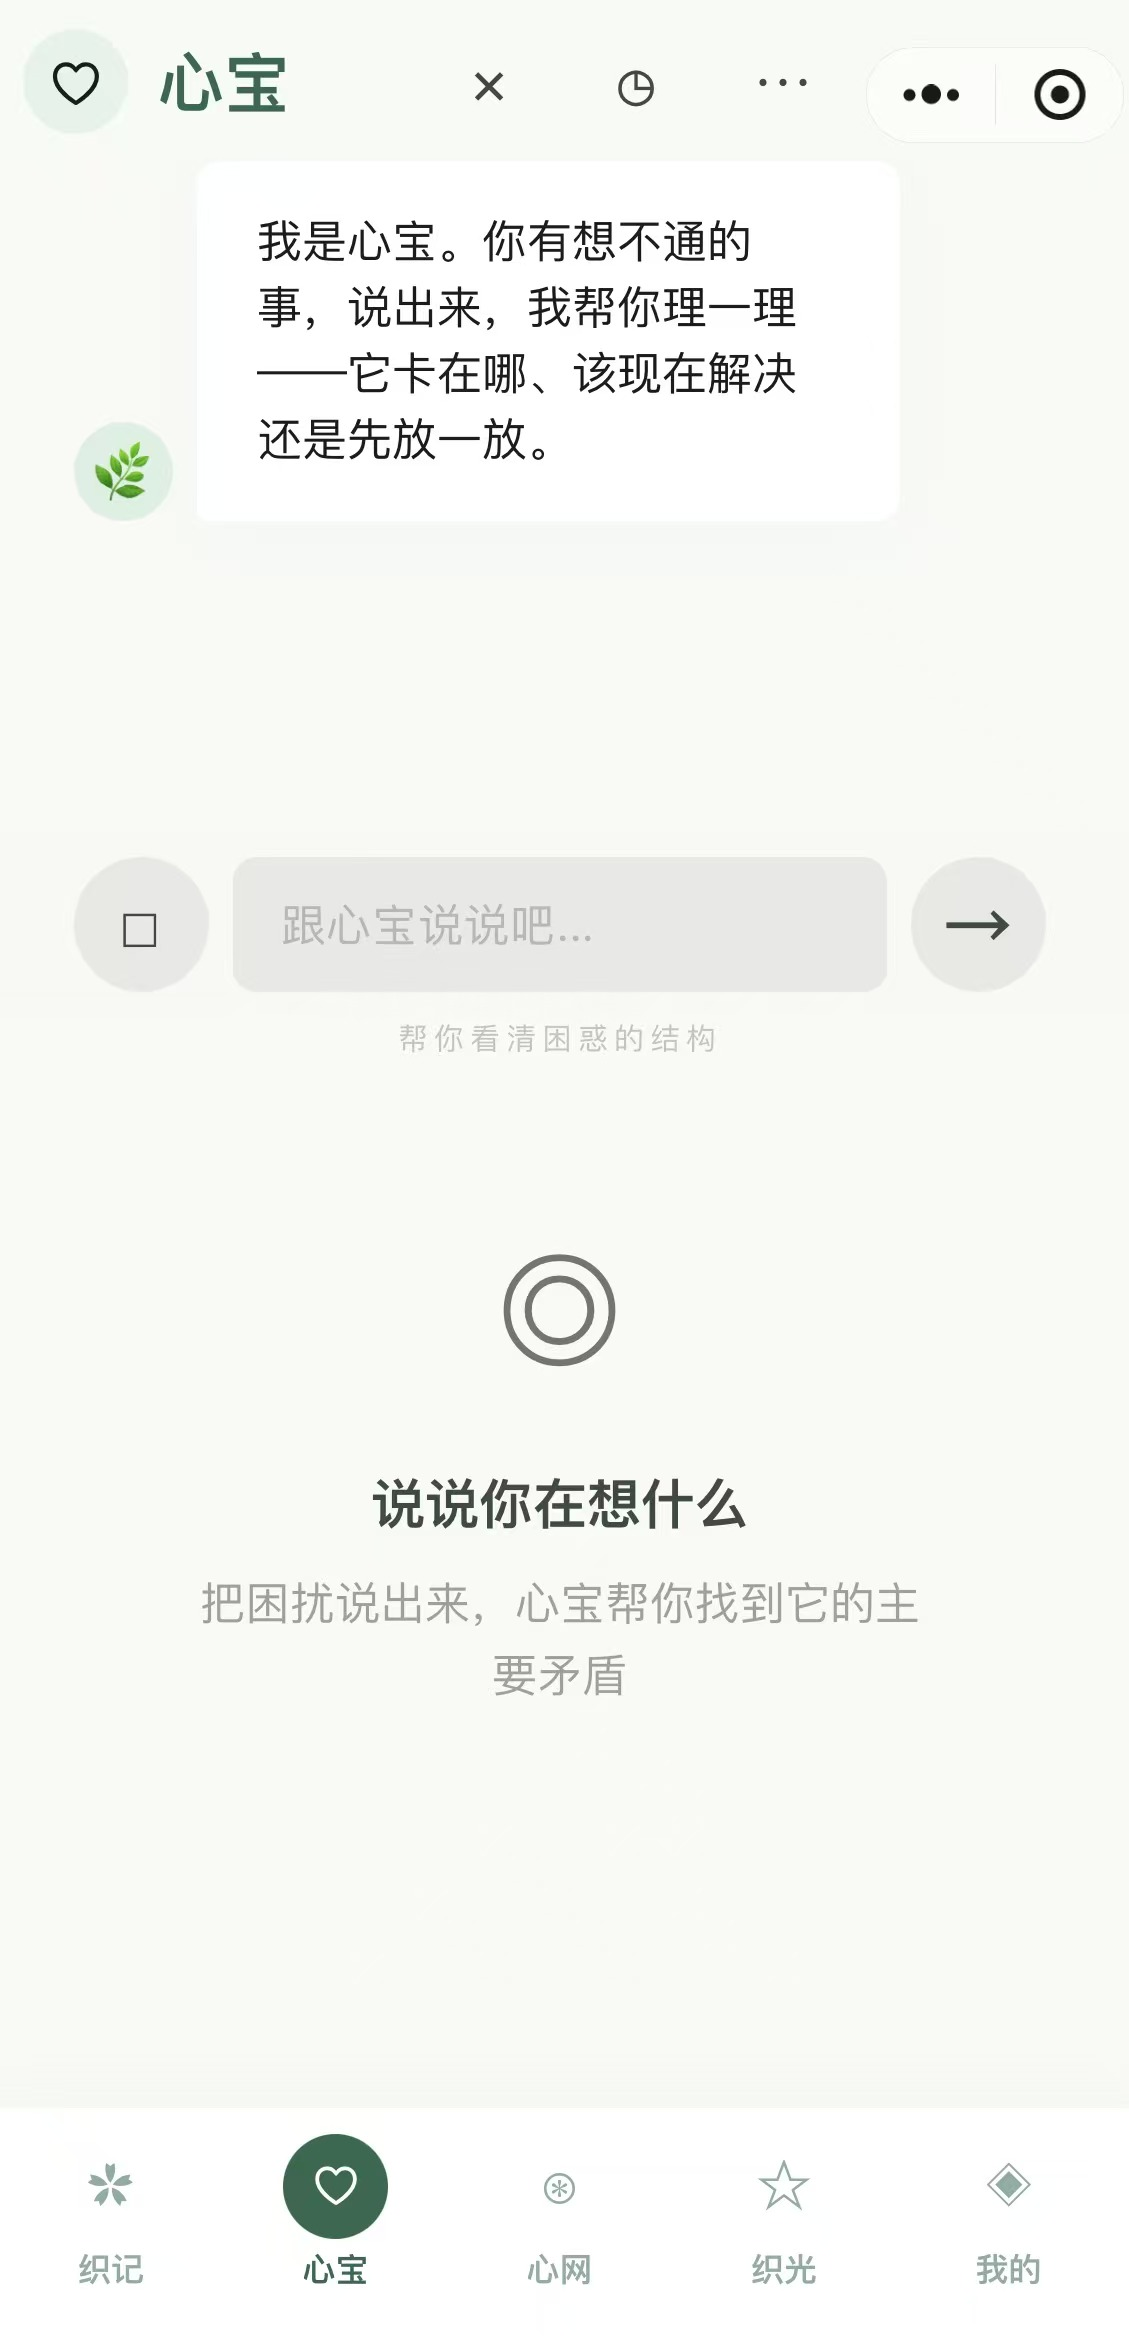 心宝
我是心宝。你有想不通的
事，说出来，我帮你理一理
——它卡在哪、该现在解决
还是先放一放。
跟心宝说说吧...
帮你看清困惑的结构
说说你在想什么
把困扰说出来，心宝帮你找到它的主
要矛盾
织记
心宝
心网
织光
我的